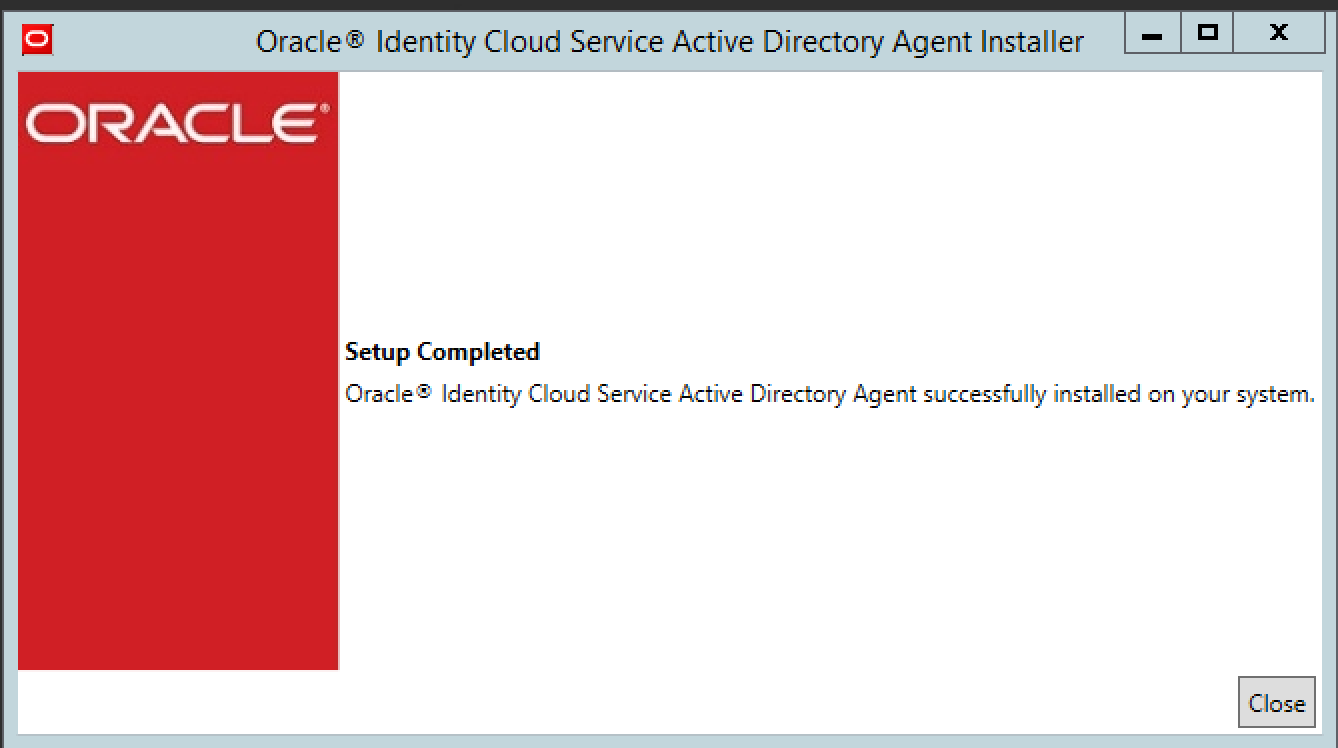 Oracle® Identity Cloud Service Active Directory Agent Installer
ORACLE®
Setup Completed
Oracle® Identity Cloud Service Active Directory Agent successfully installed on your system.
Close